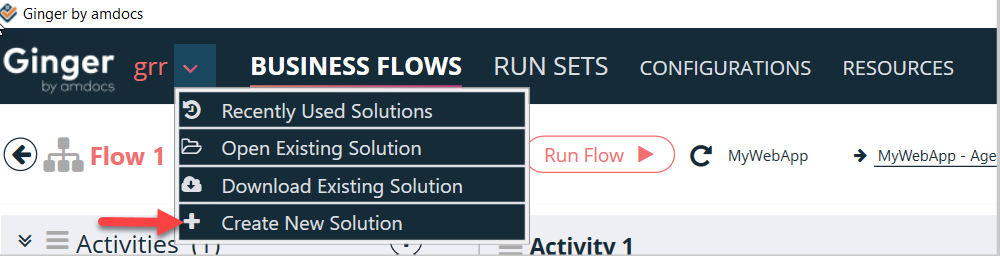 Ginger by amdocs
Ginger by amdocs grr BUSINESS FLOWS RUN SETS CONFIGURATIONS RESOURCES
Recently Used Solutions
Open Existing Solution
Download Existing Solution
Create New Solution
Flow 1 Run Flow MyWebApp MyWebApp - Age
Activities (1) Activity 1